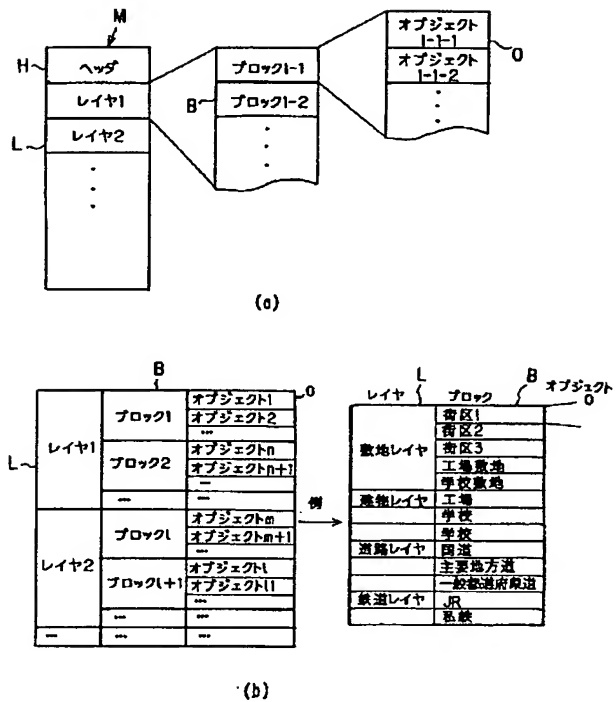 M
H
ヘッダ
レイヤ1
L
レイヤ2
ブロック1-1
B
ブロック1-2
オブジェクト
1-1-1
オブジェクト
1-1-2
O
(a)
B
L
レイヤ1
ブロック1
オブジェクト1
オブジェクト2
…
O
ブロック2
オブジェクトn
オブジェクトn+1
…
… …
レイヤ2
ブロックl
オブジェクトm
オブジェクトm+1
…
ブロックl+1
オブジェクトl
オブジェクトl1
…
… …
… … …
例
レイヤ L ブロック B オブジェクト
O
敷地レイヤ
街区1
街区2
街区3
工場敷地
学校敷地
建物レイヤ 工場
学校
学校
道路レイヤ 国道
主要地方道
一般都道府県道
鉄道レイヤ JR
私鉄
(b)